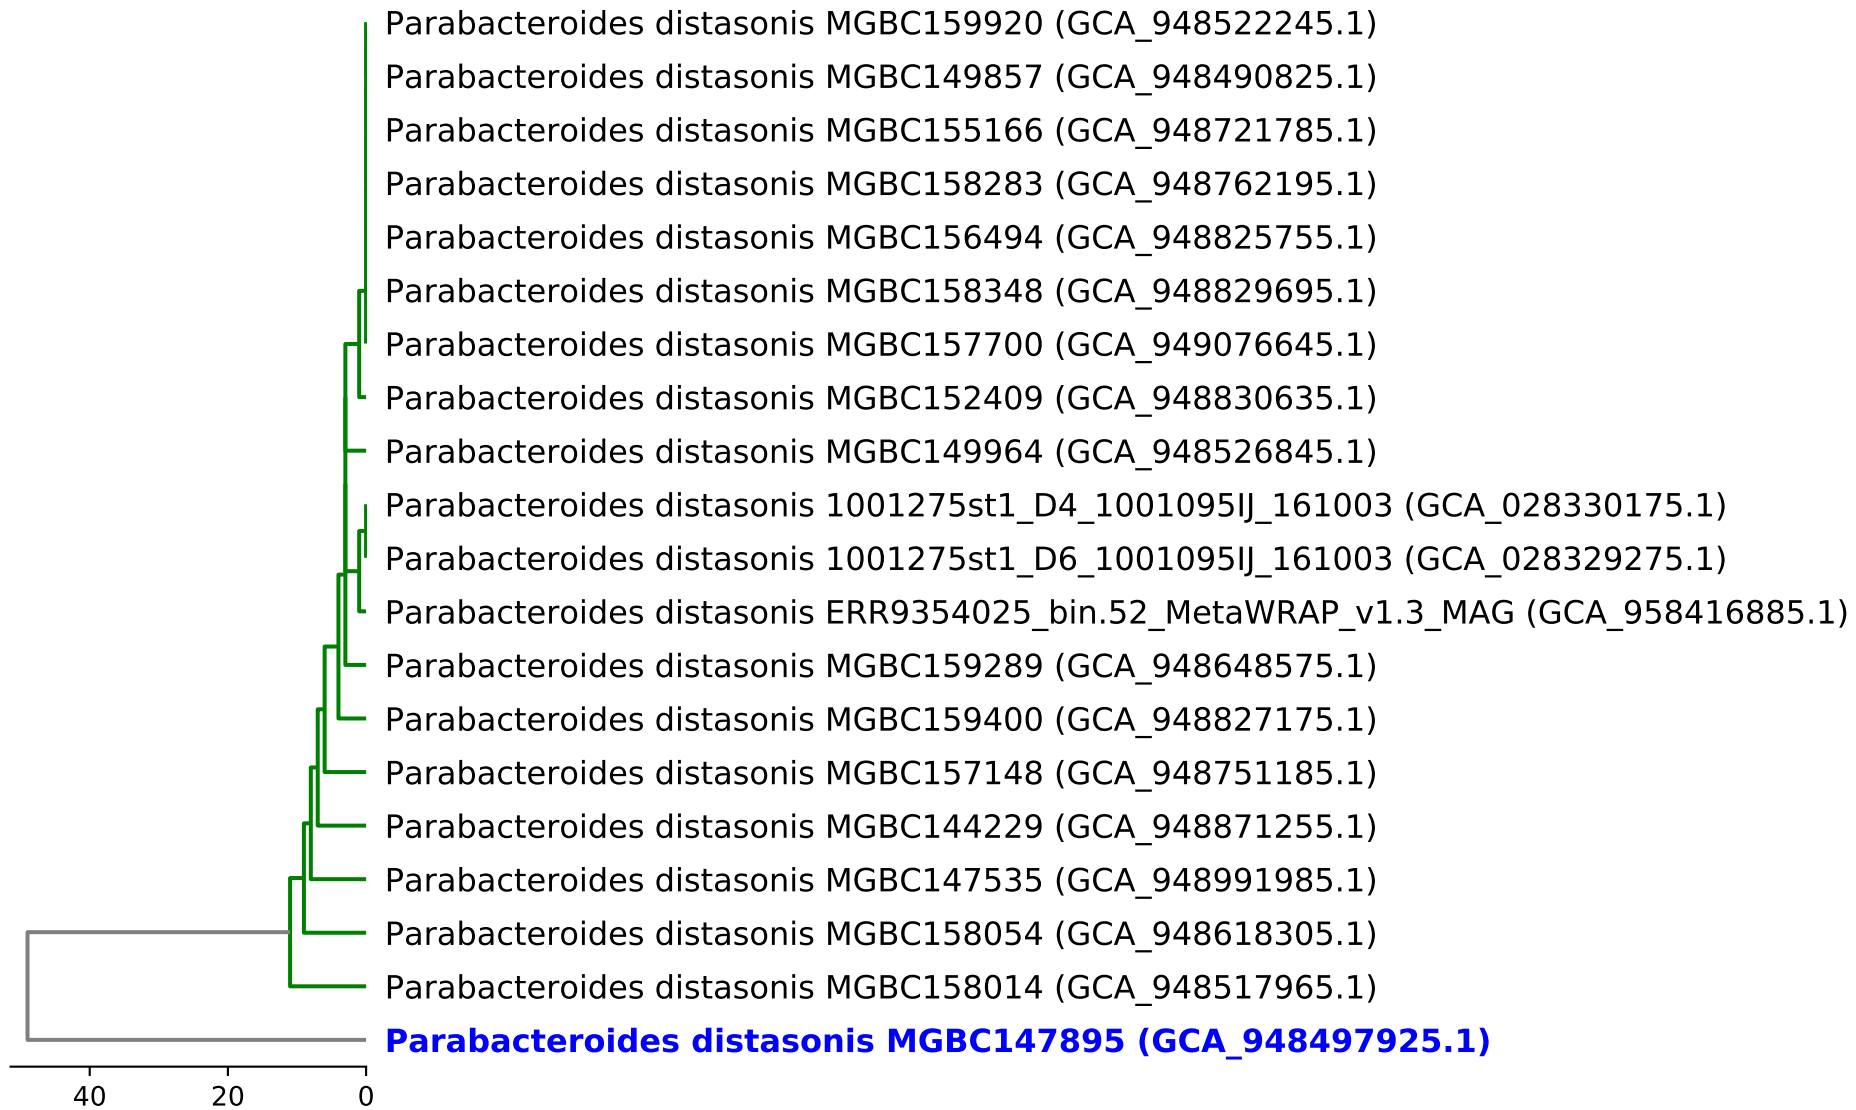 Parabacteroides distasonis MGBC159920 (GCA_948522245.1)
Parabacteroides distasonis MGBC149857 (GCA_948490825.1)
Parabacteroides distasonis MGBC155166 (GCA_948721785.1)
Parabacteroides distasonis MGBC158283 (GCA_948762195.1)
Parabacteroides distasonis MGBC156494 (GCA_948825755.1)
Parabacteroides distasonis MGBC158348 (GCA_948829695.1)
Parabacteroides distasonis MGBC157700 (GCA_949076645.1)
Parabacteroides distasonis MGBC152409 (GCA_948830635.1)
Parabacteroides distasonis MGBC149964 (GCA_948526845.1)
Parabacteroides distasonis 1001275st1_D4_1001095IJ_161003 (GCA_028330175.1)
Parabacteroides distasonis 1001275st1_D6_1001095IJ_161003 (GCA_028329275.1)
Parabacteroides distasonis ERR9354025_bin.52_MetaWRAP_v1.3_MAG (GCA_958416885.1)
Parabacteroides distasonis MGBC159289 (GCA_948648575.1)
Parabacteroides distasonis MGBC159400 (GCA_948827175.1)
Parabacteroides distasonis MGBC157148 (GCA_948751185.1)
Parabacteroides distasonis MGBC144229 (GCA_948871255.1)
Parabacteroides distasonis MGBC147535 (GCA_948991985.1)
Parabacteroides distasonis MGBC158054 (GCA_948618305.1)
Parabacteroides distasonis MGBC158014 (GCA_948517965.1)
Parabacteroides distasonis MGBC147895 (GCA_948497925.1)
40 20 0